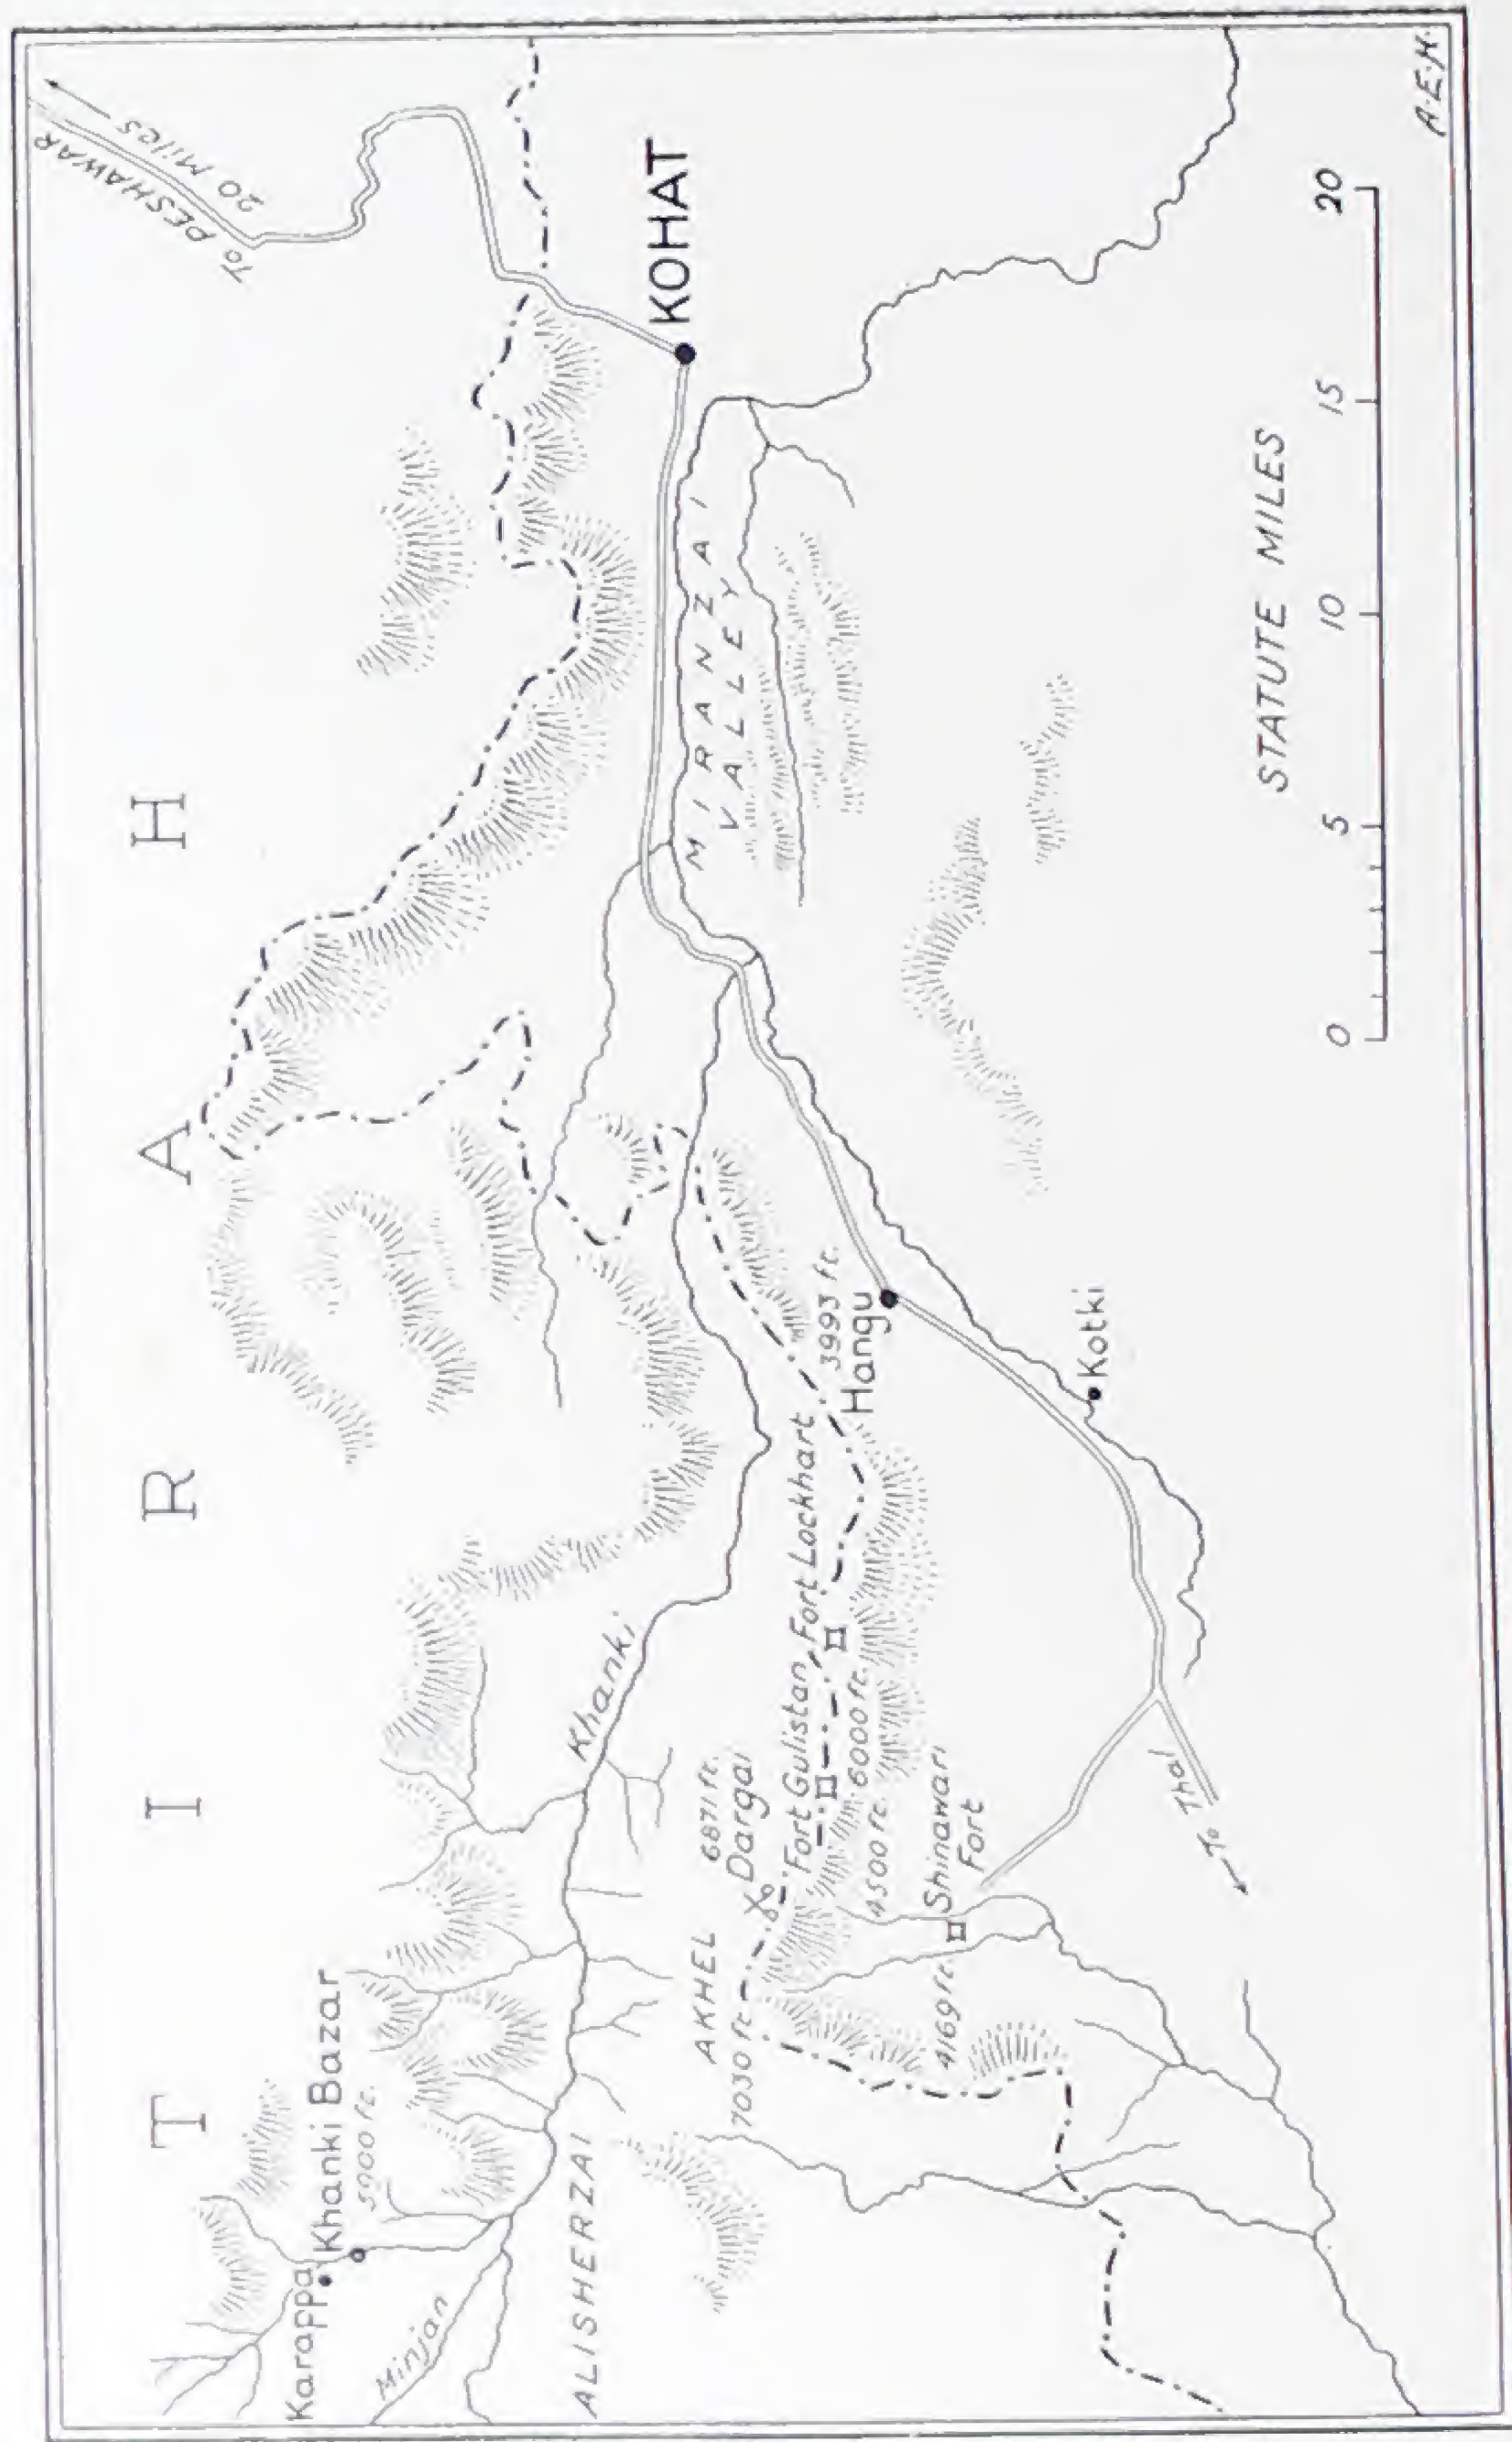 To PESHAWAR
20 Miles
KOHAT
TIRAH
MIRANZAI
VALLEY
Karappa
Khanki Bazar
5000 ft.
Minjan
ALISHERZAI
Khanki
AKHEL
7030 ft.
6871 ft.
Dargai
Fort Gulistan
Fort Lockhart
3993 ft.
Hangu
4500 ft.
6000 ft.
Shinawari
Fort
4169 ft.
Kotki
To Thal
STATUTE MILES
0 5 10 15 20
A.E.H.